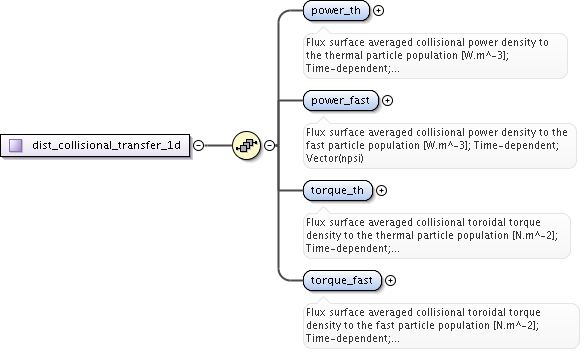 power_th
Flux surface averaged collisional power density to
the thermal particle population [W.m^-3];
Time-dependent;...
power_fast
Flux surface averaged collisional power density to the
fast particle population [W.m^-3]; Time-dependent;
Vector(npsi)
dist_collisional_transfer_1d
torque_th
Flux surface averaged collisional toroidal torque
density to the thermal particle population [N.m^-2];
Time-dependent;...
torque_fast
Flux surface averaged collisional toroidal torque
density to the fast particle population [N.m^-2];
Time-dependent;...